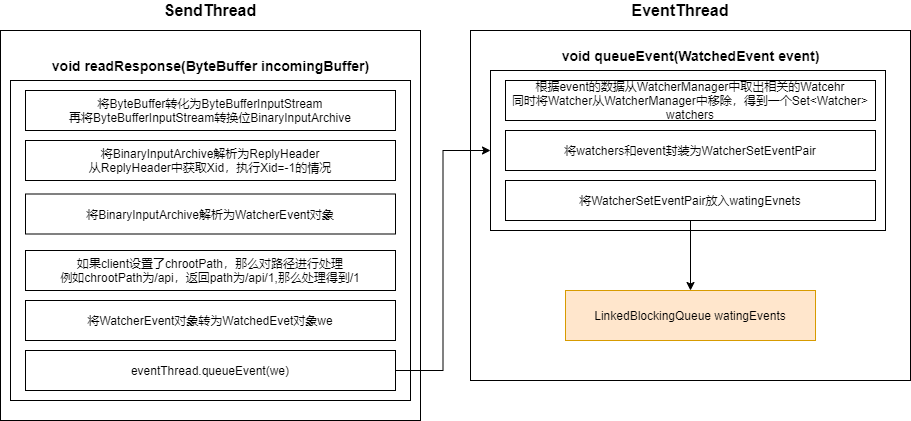 SendThread
void readResponse(ByteBuffer incomingBuffer)
将ByteBuffer转化为ByteBufferInputStream
再将ByteBufferInputStream转换位BinaryInputArchive
将BinaryInputArchive解析为ReplyHeader
从ReplyHeader中获取Xid，执行Xid=-1的情况
将BinaryInputArchive解析为WatcherEvent对象
如果client设置了chrootPath，那么对路径进行处理
例如chrootPath为/api，返回path为/api/1,那么处理得到/1
将WatcherEvent对象转为WatchedEvet对象we
eventThread.queueEvent(we)
EventThread
void queueEvent(WatchedEvent event)
根据event的数据从WatcherManager中取出相关的Watcehr
同时将Watcher从WatcherManager中移除，得到一个Set<Watcher>
watchers
将watchers和event封装为WatcherSetEventPair
将WatcherSetEventPair放入watingEvnets
LinkedBlockingQueue watingEvents